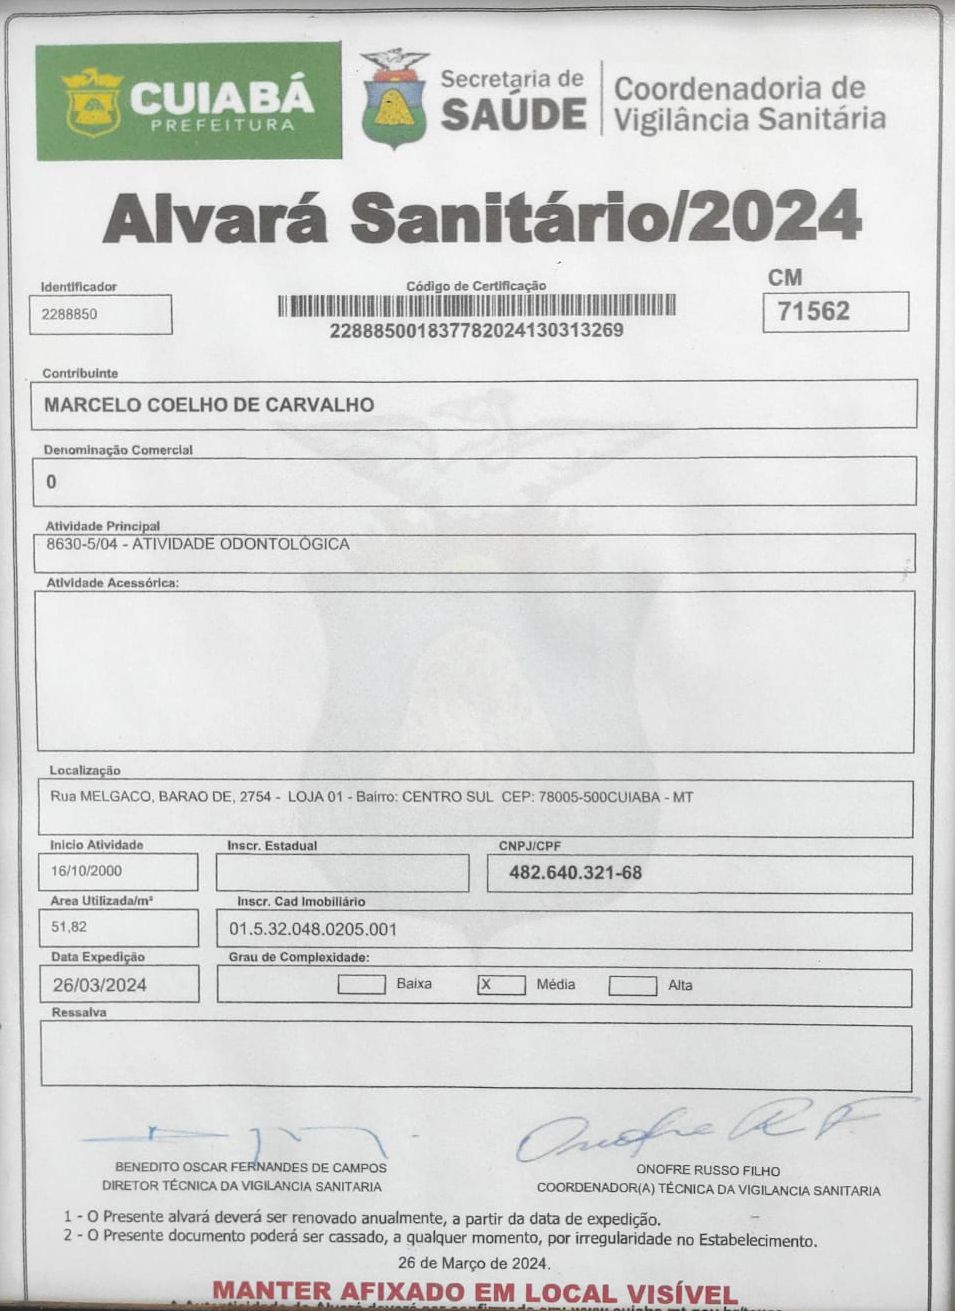 CUIABÁ
PREFEITURA
Secretaria de
SAÚDE
Coordenadoria de
Vigilância Sanitária
Alvará Sanitário/2024
Identificador
2288850
Código de Certificação
228885001837782024130313269
CM
71562
Contribuinte
MARCELO COELHO DE CARVALHO
Denominação Comercial
0
Atividade Principal
8630-5/04 - ATIVIDADE ODONTOLÓGICA
Atividade Acessórica:
Localização
Rua MELGACO, BARAO DE, 2754 - LOJA 01 - Bairro: CENTRO SUL CEP: 78005-500CUIABA - MT
Inicio Atividade
16/10/2000
Inscr. Estadual
CNPJ/CPF
482.640.321-68
Area Utilizada/m²
51,82
Inscr. Cad Imobiliário
01.5.32.048.0205.001
Data Expedição
26/03/2024
Grau de Complexidade:
Baixa X Média Alta
Ressalva
Onofre R F
BENEDITO OSCAR FERNANDES DE CAMPOS
DIRETOR TÉCNICA DA VIGILANCIA SANITARIA
ONOFRE RUSSO FILHO
COORDENADOR(A) TÉCNICA DA VIGILANCIA SANITARIA
1 - O Presente alvará deverá ser renovado anualmente, a partir da data de expedição.
2 - O Presente documento poderá ser cassado, a qualquer momento, por irregularidade no Estabelecimento.
26 de Março de 2024.
MANTER AFIXADO EM LOCAL VISÍVEL